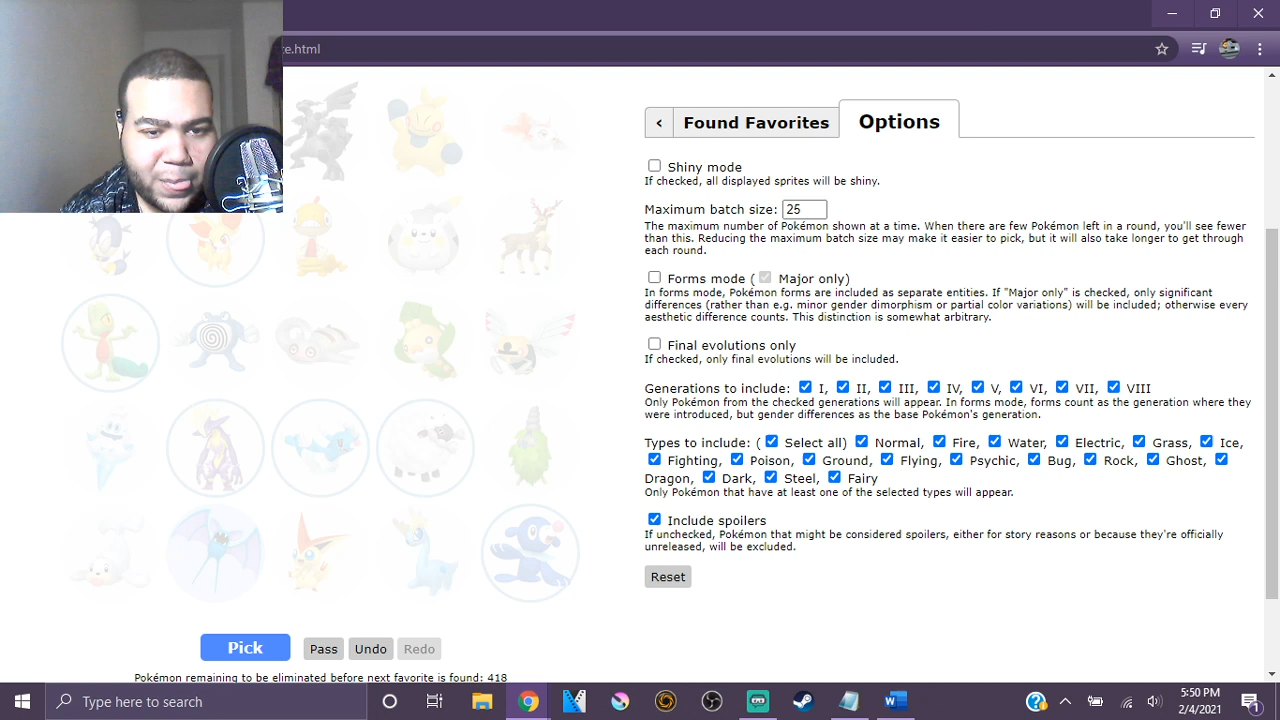 te.html
‹ Found Favorites Options
Shiny mode
If checked, all displayed sprites will be shiny.
Maximum batch size: 25
The maximum number of Pokémon shown at a time. When there are few Pokémon left in a round, you'll see fewer
than this. Reducing the maximum batch size may make it easier to pick, but it will also take longer to get through
each round.
Forms mode ( Major only)
In forms mode, Pokémon forms are included as separate entities. If "Major only" is checked, only significant
differences (rather than e.g. minor gender dimorphism or partial color variations) will be included; otherwise every
aesthetic difference counts. This distinction is somewhat arbitrary.
Final evolutions only
If checked, only final evolutions will be included.
Generations to include: I, II, III, IV, V, VI, VII, VIII
Only Pokémon from the checked generations will appear. In forms mode, forms count as the generation where they
were introduced, but gender differences as the base Pokémon's generation.
Types to include: ( Select all) Normal, Fire, Water, Electric, Grass, Ice,
Fighting, Poison, Ground, Flying, Psychic, Bug, Rock, Ghost,
Dragon, Dark, Steel, Fairy
Only Pokémon that have at least one of the selected types will appear.
Include spoilers
If unchecked, Pokémon that might be considered spoilers, either for story reasons or because they're officially
unreleased, will be excluded.
Reset
Pick Pass Undo Redo
Pokémon remaining to be eliminated before next favorite is found: 418
Type here to search
5:50 PM
2/4/2021